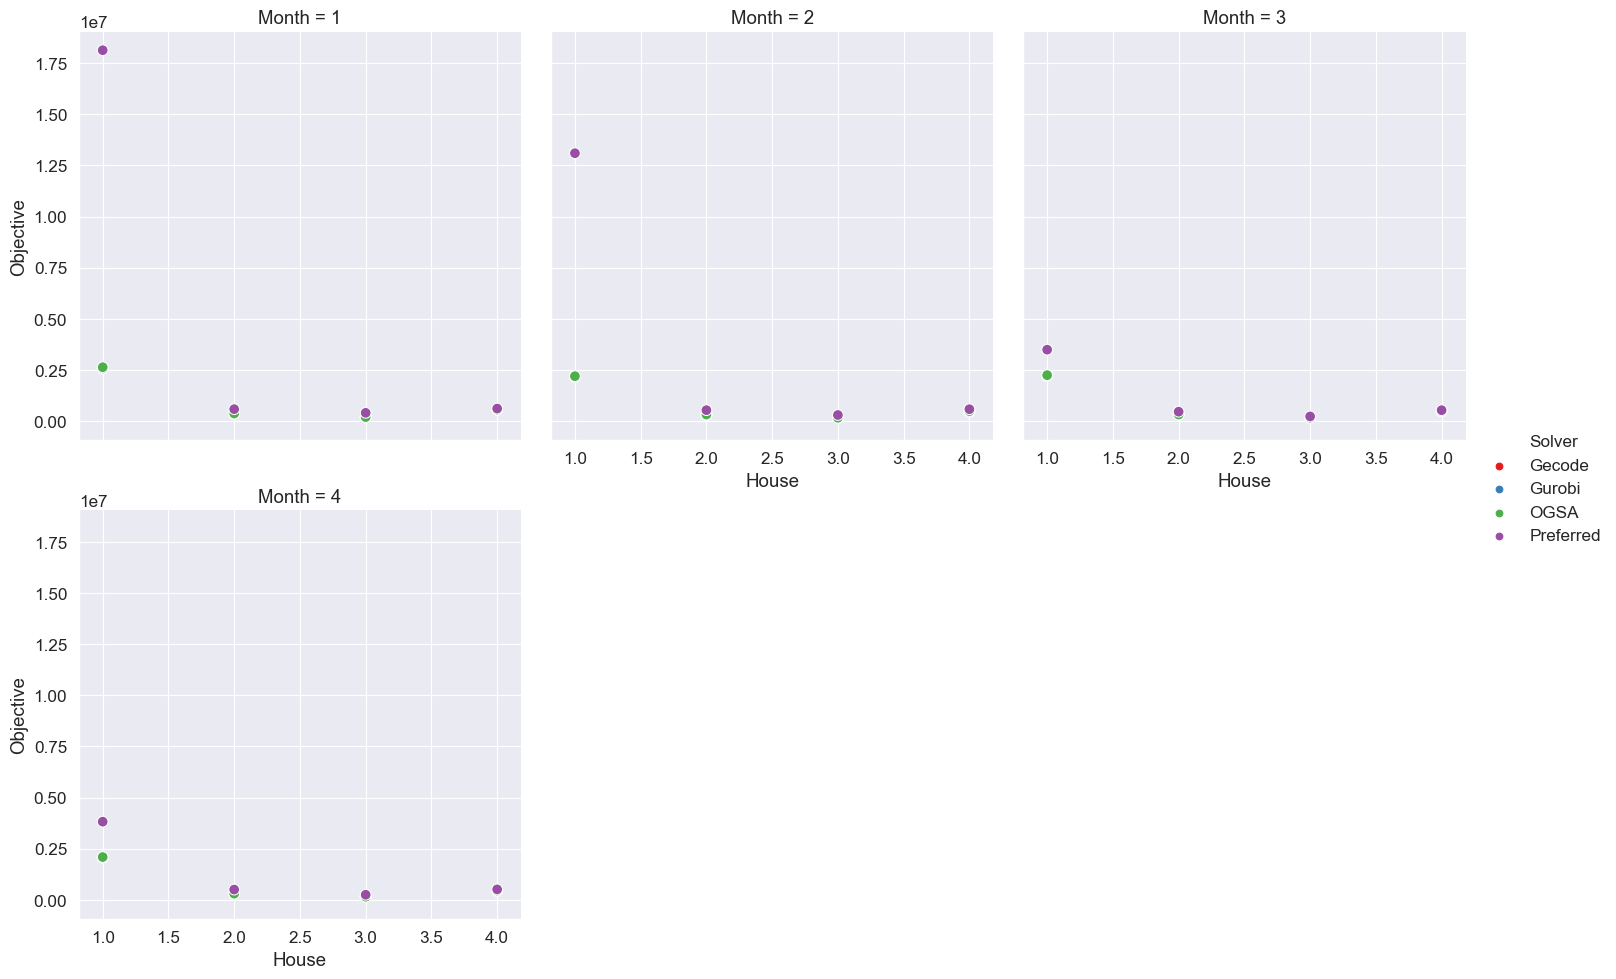 Month = 1
Month = 2
Month = 3
1e7
1.75
1.50
1.25
1.00
0.75
0.50
0.25
0.00
Objective
1.0 1.5 2.0 2.5 3.0 3.5 4.0
House
1.0 1.5 2.0 2.5 3.0 3.5 4.0
House
Solver
Gecode
Gurobi
OGSA
Preferred
Month = 4
1e7
1.75
1.50
1.25
1.00
0.75
0.50
0.25
0.00
Objective
1.0 1.5 2.0 2.5 3.0 3.5 4.0
House